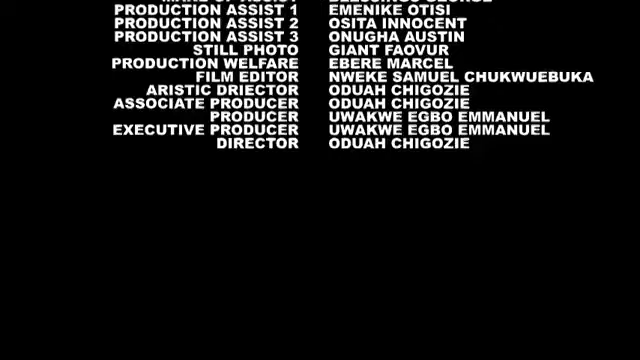 PRODUCTION ASSIST 1 EMENIKE OTISI
PRODUCTION ASSIST 2 OSITA INNOCENT
PRODUCTION ASSIST 3 ONUGHA AUSTIN
STILL PHOTO GIANT FAOVUR
PRODUCTION WELFARE EBERE MARCEL
FILM EDITOR NWEKE SAMUEL CHUKWUEBUKA
ARISTIC DRIECTOR ODUAH CHIGOZIE
ASSOCIATE PRODUCER ODUAH CHIGOZIE
PRODUCER UWAKWE EGBO EMMANUEL
EXECUTIVE PRODUCER UWAKWE EGBO EMMANUEL
DIRECTOR ODUAH CHIGOZIE